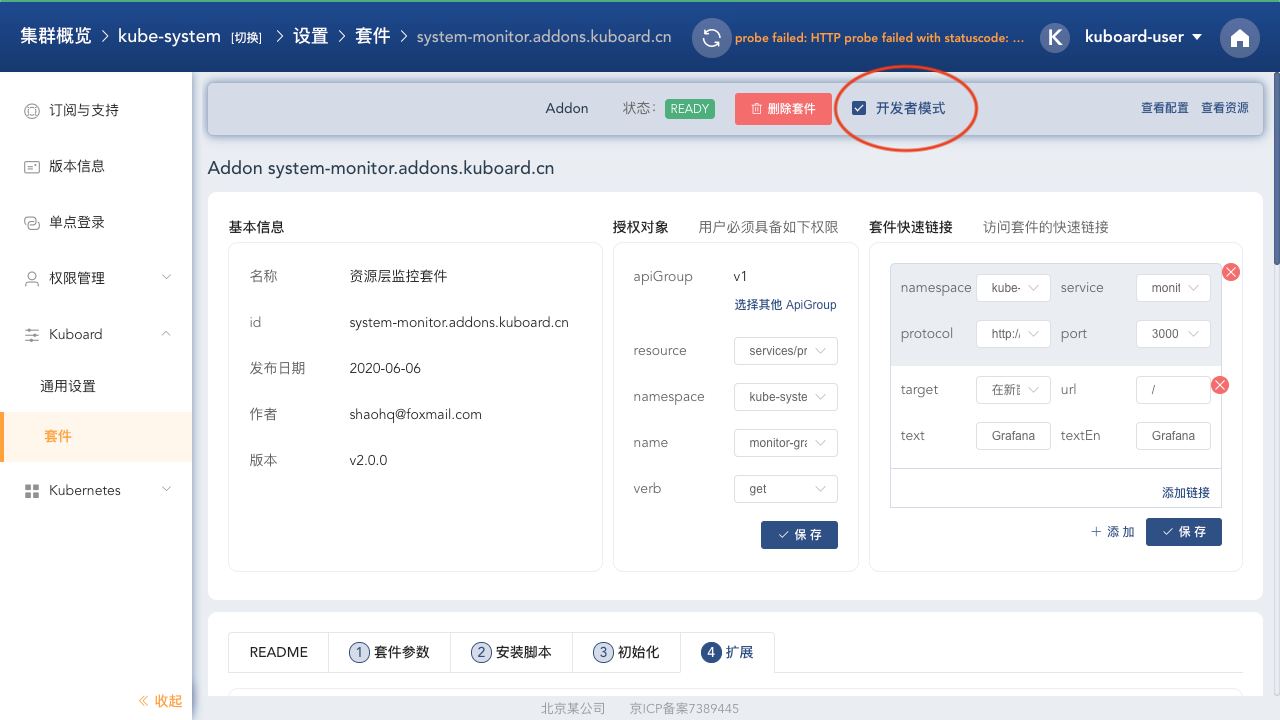 集群概览 > kube-system [切换] > 设置 > 套件 > system-monitor.addons.kuboard.cn probe failed: HTTP probe failed with statuscode: ... K kuboard-user
订阅与支持
版本信息
单点登录
权限管理
Kuboard
通用设置
套件
Kubernetes
收起
Addon 状态: READY 删除套件 开发者模式 查看配置 查看资源
Addon system-monitor.addons.kuboard.cn
基本信息
名称 资源层监控套件
id system-monitor.addons.kuboard.cn
发布日期 2020-06-06
作者 shaohq@foxmail.com
版本 v2.0.0
授权对象 用户必须具备如下权限
apiGroup v1
选择其他 ApiGroup
resource services/pr
namespace kube-syste
name monitor-gra
verb get
保 存
套件快速链接 访问套件的快速链接
namespace kube- service monit
protocol http:/ port 3000
target 在新 url /
text Grafana textEn Grafana
添加链接
+ 添 加 保 存
README 1 套件参数 2 安装脚本 3 初始化 4 扩展
北京某公司 京ICP备案7389445